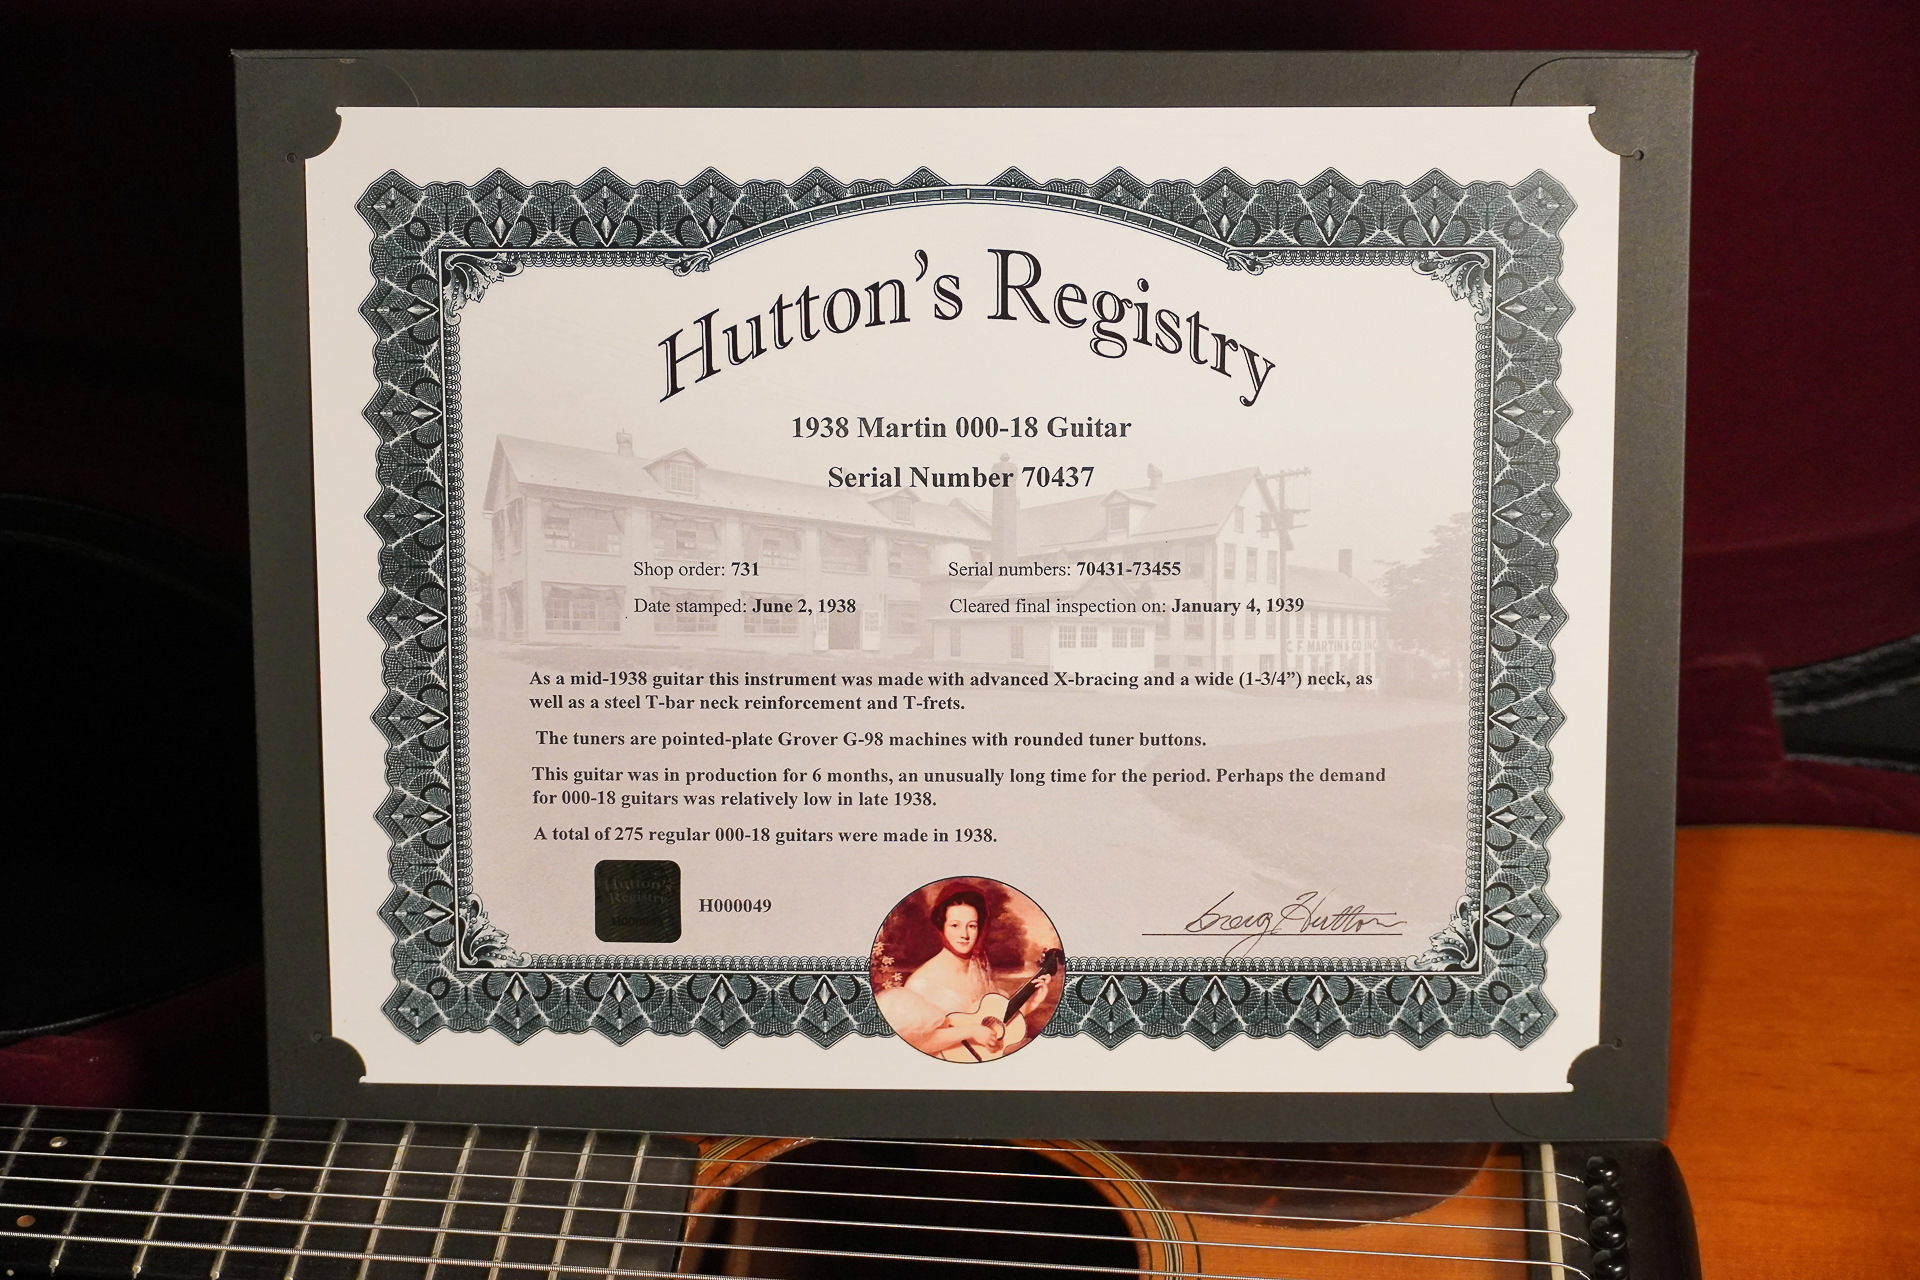 Hutton’s Registry
1938 Martin 000-18 Guitar
Serial Number 70437
Shop order: 731
Serial numbers: 70431-73455
Date stamped: June 2, 1938
Cleared final inspection on: January 4, 1939
C. F. MARTIN & CO. INC.
As a mid-1938 guitar this instrument was made with advanced X-bracing and a wide (1-3/4”) neck, as
well as a steel T-bar neck reinforcement and T-frets.
The tuners are pointed-plate Grover G-98 machines with rounded tuner buttons.
This guitar was in production for 6 months, an unusually long time for the period. Perhaps the demand
for 000-18 guitars was relatively low in late 1938.
A total of 275 regular 000-18 guitars were made in 1938.
Hutton's
Registry
H000049
Greg Hutton